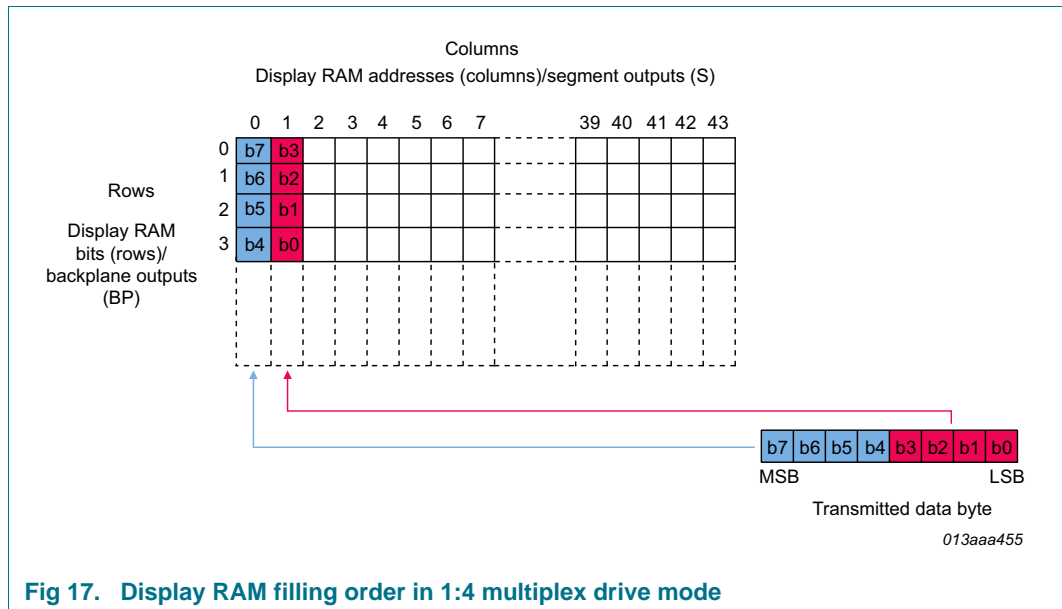 Columns
Display RAM addresses (columns)/segment outputs (S)
0 1 2 3 4 5 6 7 39 40 41 42 43
0 b7 b3
1 b6 b2
2 b5 b1
3 b4 b0
Rows
Display RAM
bits (rows)/
backplane outputs
(BP)
b7 b6 b5 b4 b3 b2 b1 b0
MSB LSB
Transmitted data byte
013aaa455
Fig 17. Display RAM filling order in 1:4 multiplex drive mode